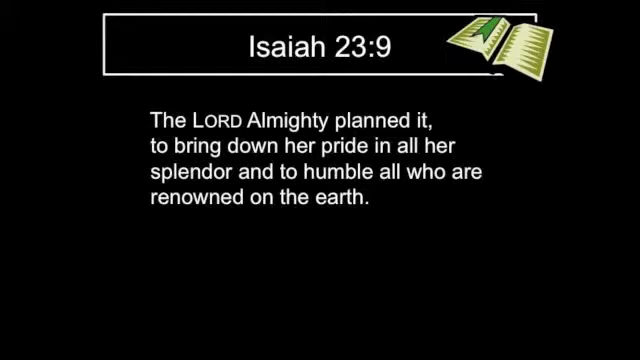 Isaiah 23:9
The LORD Almighty planned it,
to bring down her pride in all her
splendor and to humble all who are
renowned on the earth.